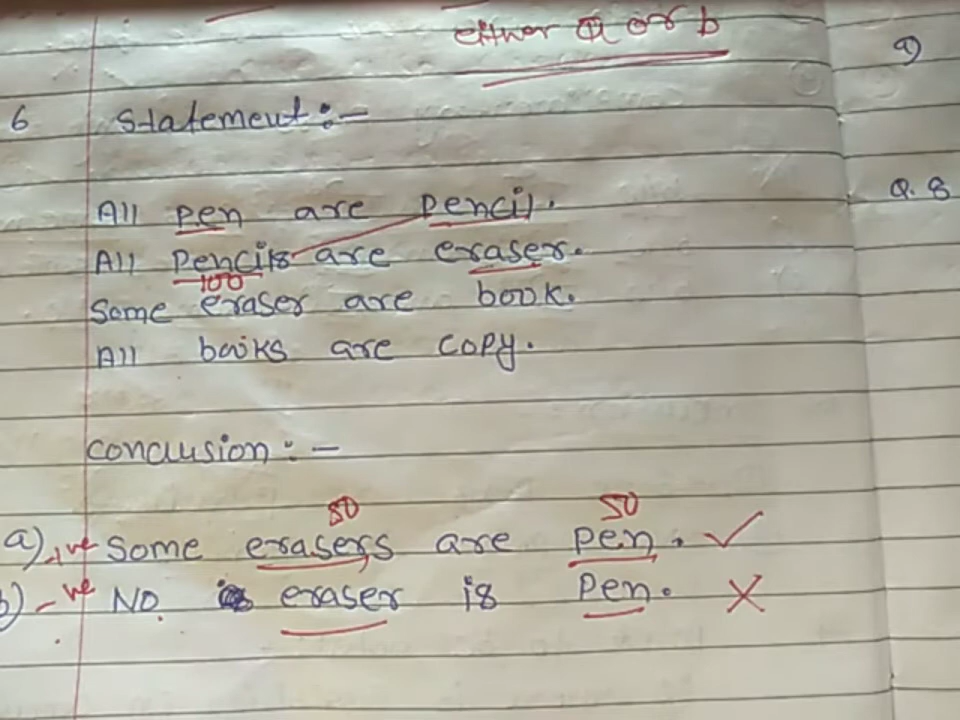 either a or b
a)
6 Statement :-
Q. 8
All pen are pencil.
All Pencils are eraser.
100
Some eraser are book.
All books are copy.
Conclusion :-
50 50
a) +ve Some erasers are pen. ✓
b) -ve No eraser is Pen. ✗